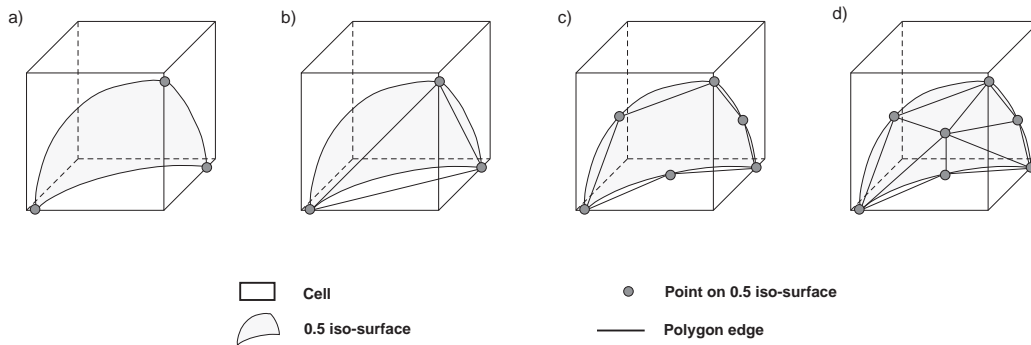 a)
b)
c)
d)
Cell
Point on 0.5 iso-surface
0.5 iso-surface
Polygon edge